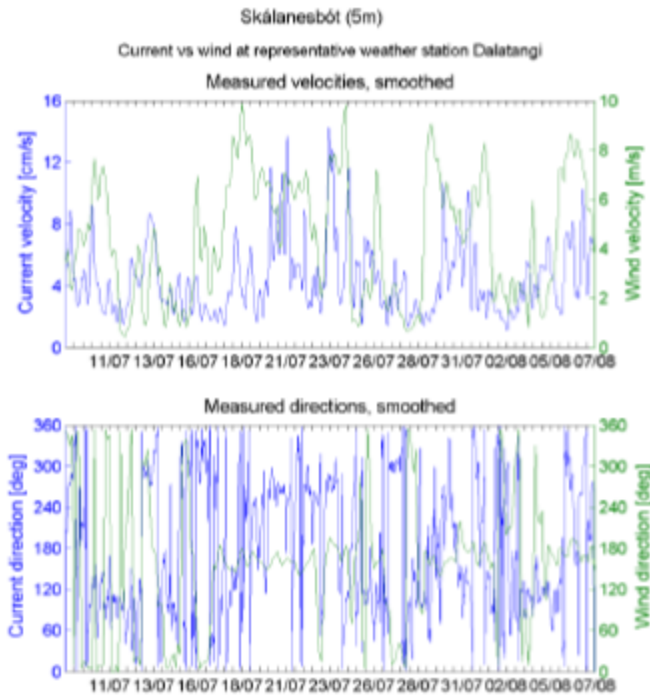 Skálanesbót (5m)
Current vs wind at representative weather station Dalatangi
Measured velocities, smoothed
Current velocity [cm/s]
16
12
8
4
0
Wind velocity [m/s]
10
8
6
4
2
0
11/07 13/07 16/07 18/07 21/07 23/07 26/07 28/07 31/07 02/08 05/08 07/08
Measured directions, smoothed
Current direction [deg]
360
300
240
180
120
60
0
Wind direction [deg]
360
300
240
180
120
60
0
11/07 13/07 16/07 18/07 21/07 23/07 26/07 28/07 31/07 02/08 05/08 07/08